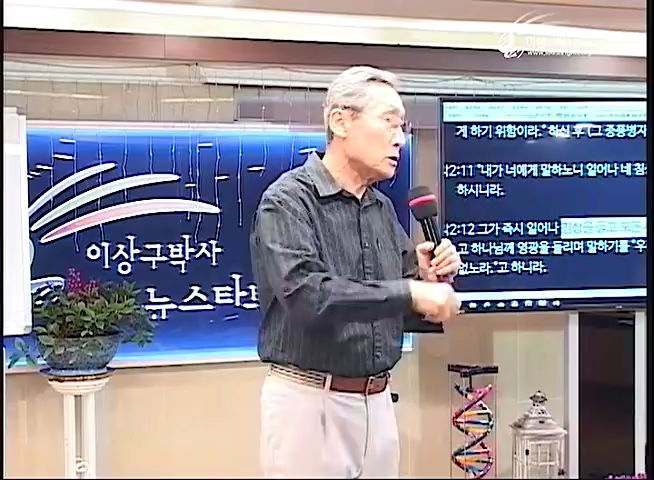 게 하기 위함이라." 하신 후 (그 중풍병자
2:11 "내가 너에게 말하노니 일어나 네 침
하시니라.
2:12 그가 즉시 일어나
고 하나님께 영광을 돌리며 말하기를 "우
없노라."고 하니라.
이상구박사
뉴스타트